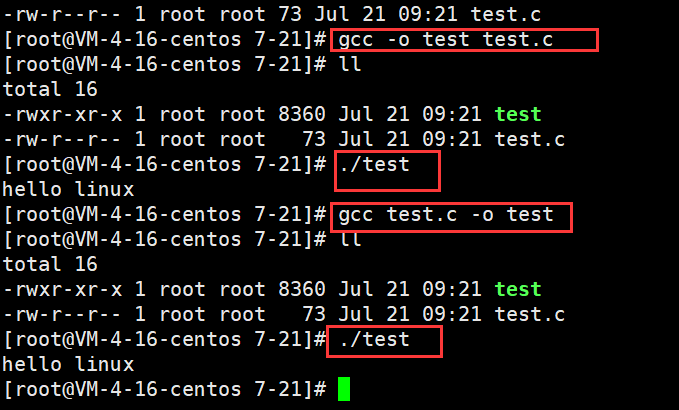 -rw-r--r-- 1 root root 73 Jul 21 09:21 test.c
[root@VM-4-16-centos 7-21]# gcc -o test test.c
[root@VM-4-16-centos 7-21]# ll
total 16
-rwxr-xr-x 1 root root 8360 Jul 21 09:21 test
-rw-r--r-- 1 root root   73 Jul 21 09:21 test.c
[root@VM-4-16-centos 7-21]# ./test
hello linux
[root@VM-4-16-centos 7-21]# gcc test.c -o test
[root@VM-4-16-centos 7-21]# ll
total 16
-rwxr-xr-x 1 root root 8360 Jul 21 09:21 test
-rw-r--r-- 1 root root   73 Jul 21 09:21 test.c
[root@VM-4-16-centos 7-21]# ./test
hello linux
[root@VM-4-16-centos 7-21]#